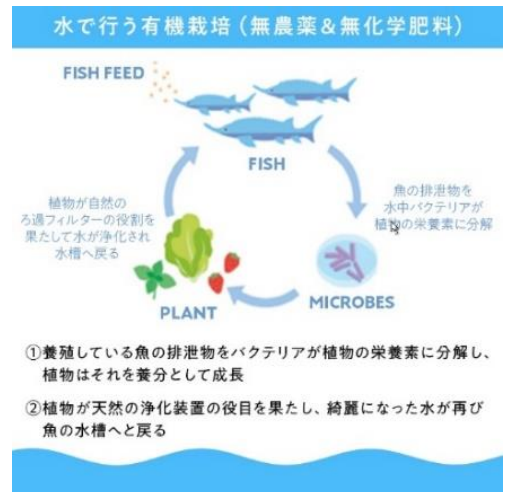 水で行う有機栽培（無農薬＆無化学肥料）
FISH FEED
FISH
魚の排泄物を
水中バクテリアが
植物の栄養素に分解
MICROBES
PLANT
植物が自然の
ろ過フィルターの役割を
果たして水が浄化され
水槽へ戻る
①養殖している魚の排泄物をバクテリアが植物の栄養素に分解し、
植物はそれを養分として成長
②植物が天然の浄化装置の役目を果たし、綺麗になった水が再び
魚の水槽へと戻る